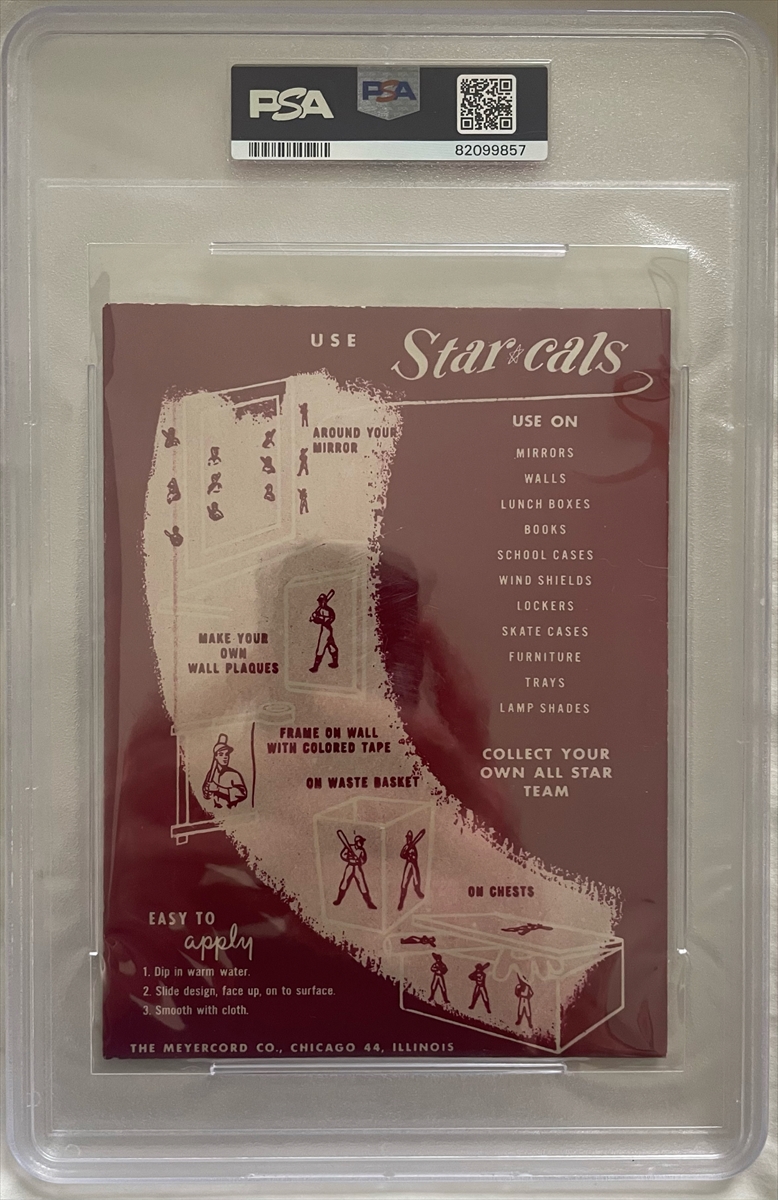 PSA
PSA
82099857
USE Star☆cals
AROUND YOUR
MIRROR
MAKE YOUR
OWN
WALL PLAQUES
FRAME ON WALL
WITH COLORED TAPE
ON WASTE BASKET
ON CHESTS
USE ON
MIRRORS
WALLS
LUNCH BOXES
BOOKS
SCHOOL CASES
WIND SHIELDS
LOCKERS
SKATE CASES
FURNITURE
TRAYS
LAMP SHADES
COLLECT YOUR
OWN ALL STAR
TEAM
EASY TO
apply
1. Dip in warm water.
2. Slide design, face up, on to surface.
3. Smooth with cloth.
THE MEYERCORD CO., CHICAGO 44, ILLINOIS